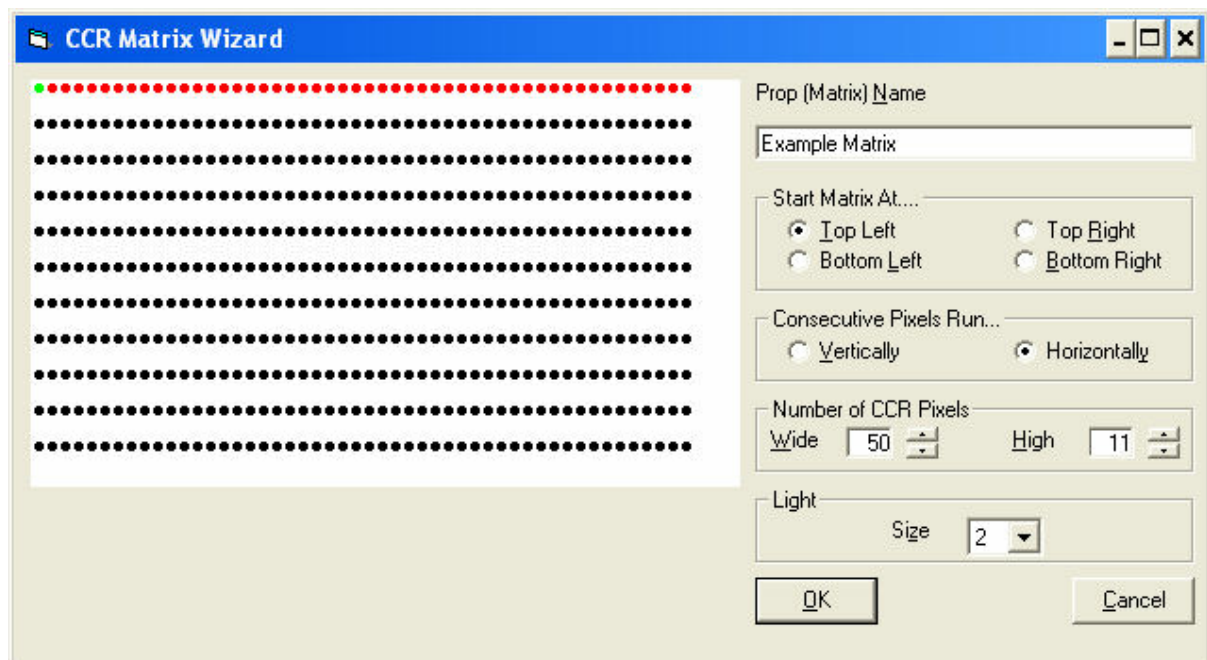 CCR Matrix Wizard
Prop (Matrix) Name
Example Matrix
Start Matrix At....
Top Left Top Right
Bottom Left Bottom Right
Consecutive Pixels Run...
Vertically Horizontally
Number of CCR Pixels
Wide 50 High 11
Light
Size 2
OK Cancel